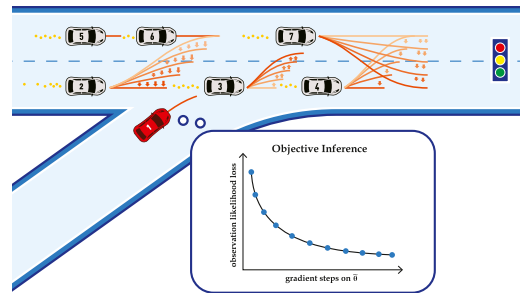 5
6
7
2
3
4
1
Objective Inference
observation likelihood loss
gradient steps on θ̄